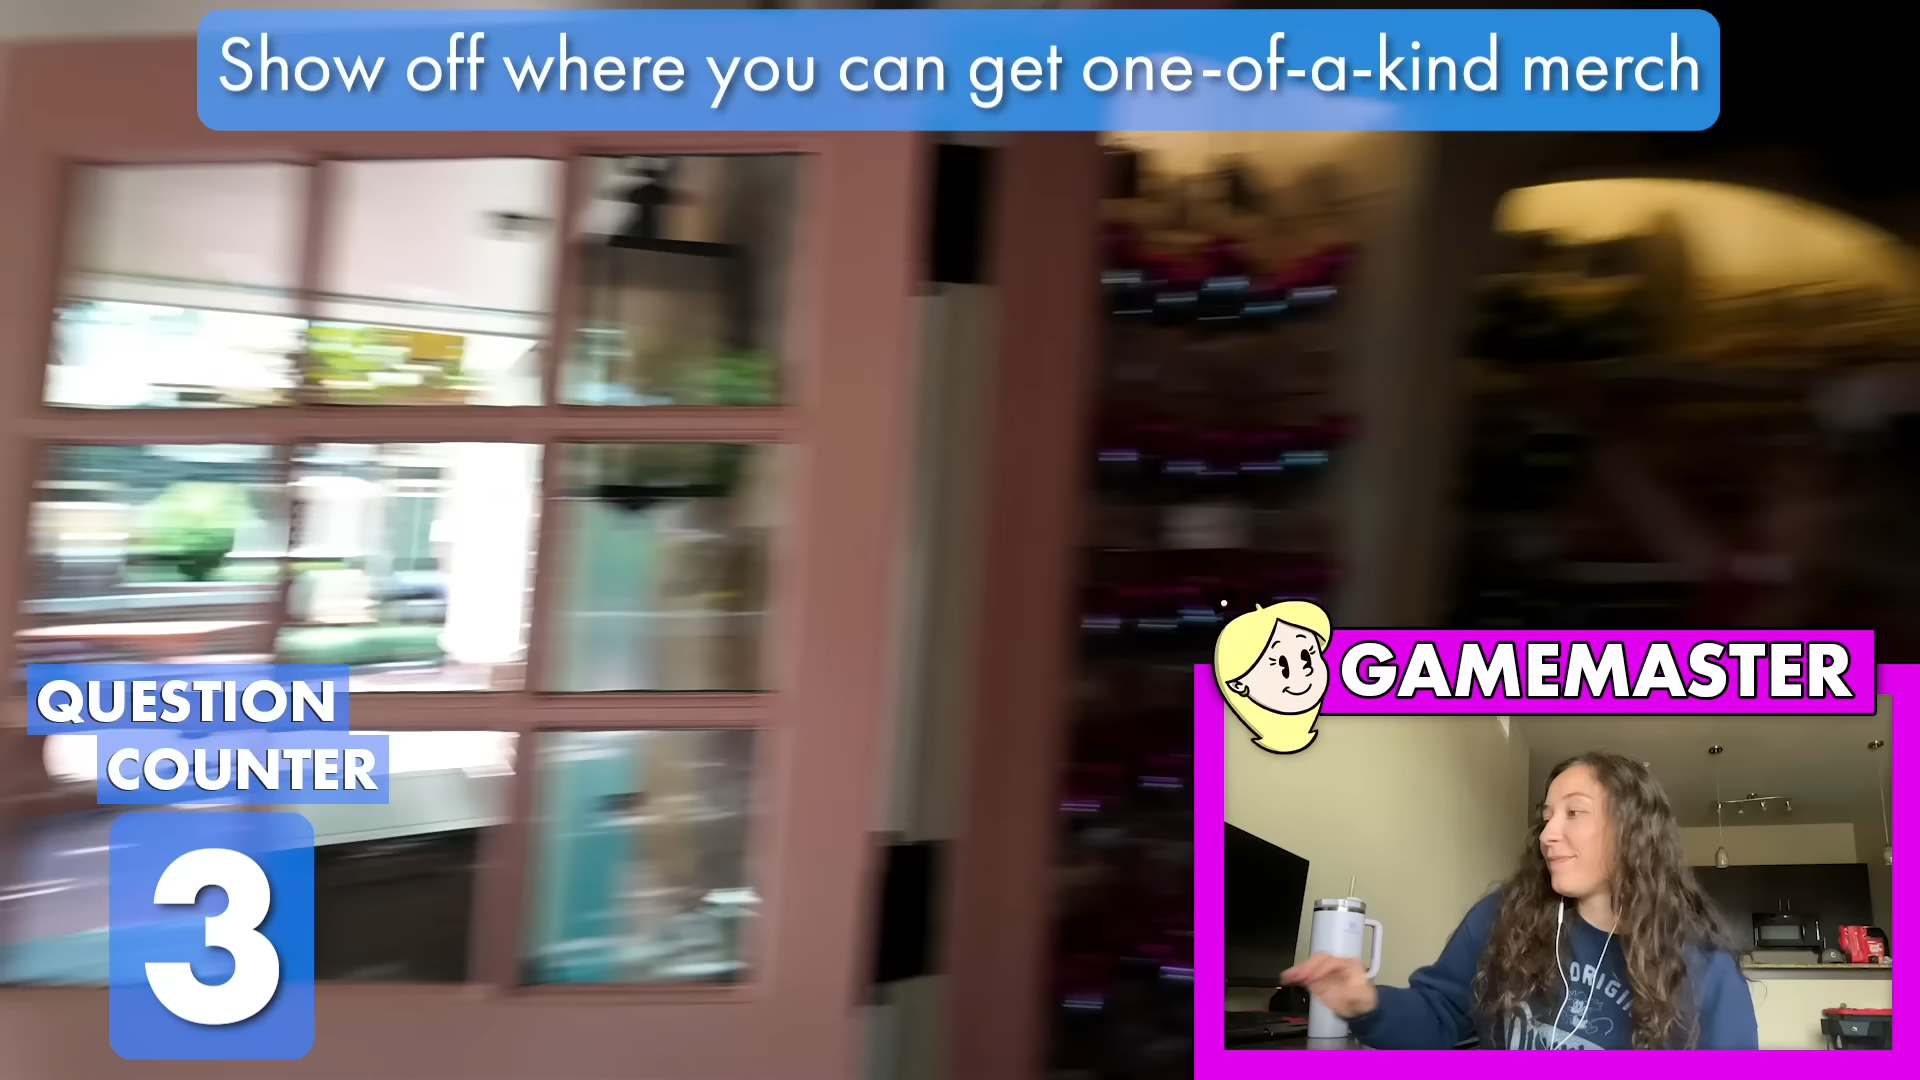 Show off where you can get one-of-a-kind merch
GAMEMASTER
QUESTION
COUNTER
3